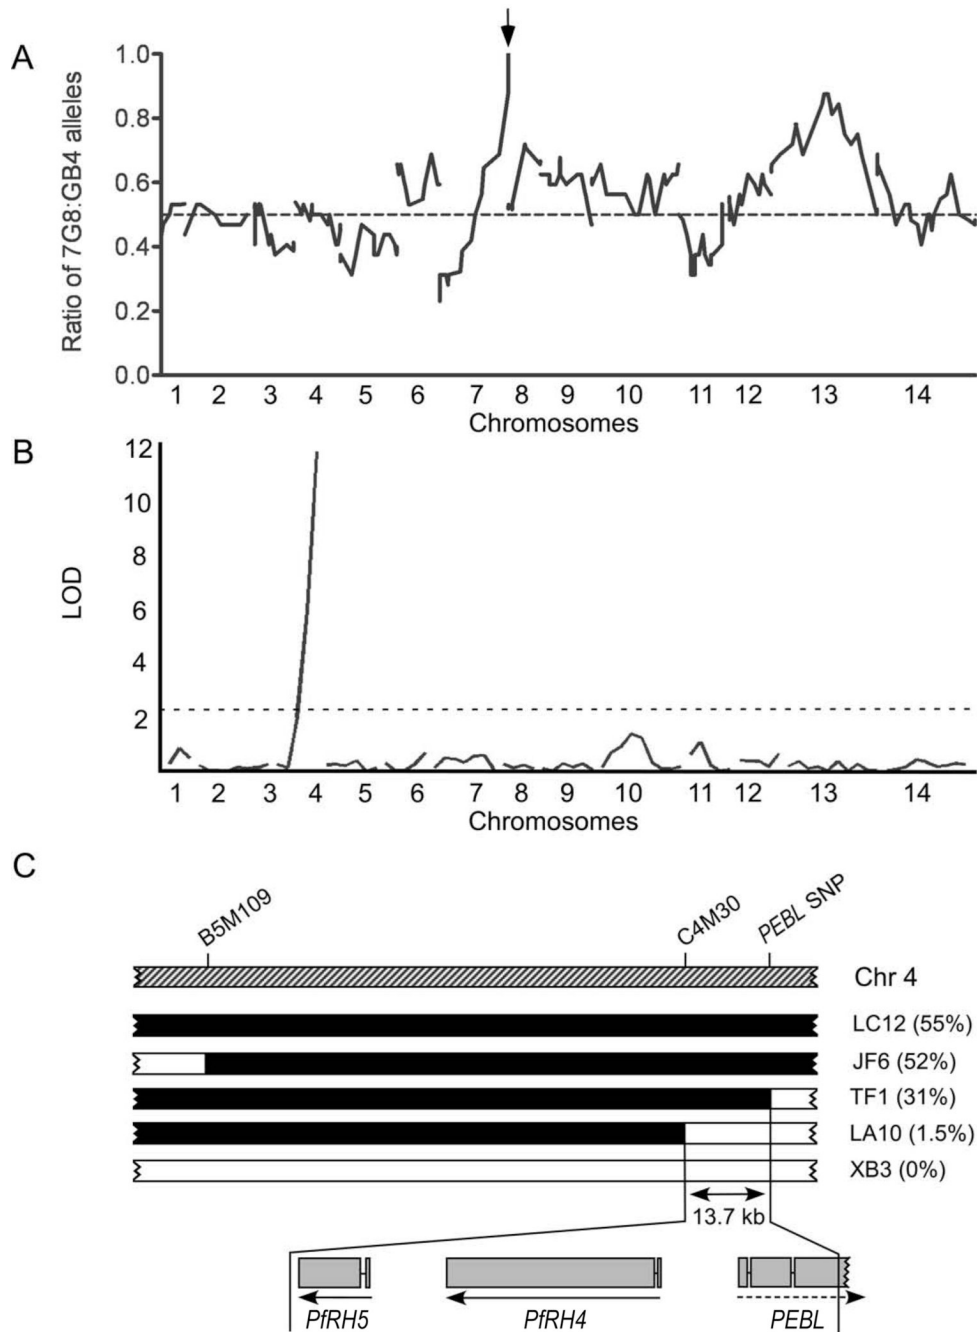 A
Ratio of 7G8:GB4 alleles
1.0
0.8
0.6
0.4
0.2
0.0
1 2 3 4 5 6 7 8 9 10 11 12 13 14
Chromosomes
B
LOD
12
10
8
6
4
2
1 2 3 4 5 6 7 8 9 10 11 12 13 14
Chromosomes
C
B5M109 C4M30 PEBL SNP
Chr 4
LC12 (55%)
JF6 (52%)
TF1 (31%)
LA10 (1.5%)
XB3 (0%)
13.7 kb
PfRH5 PfRH4 PEBL